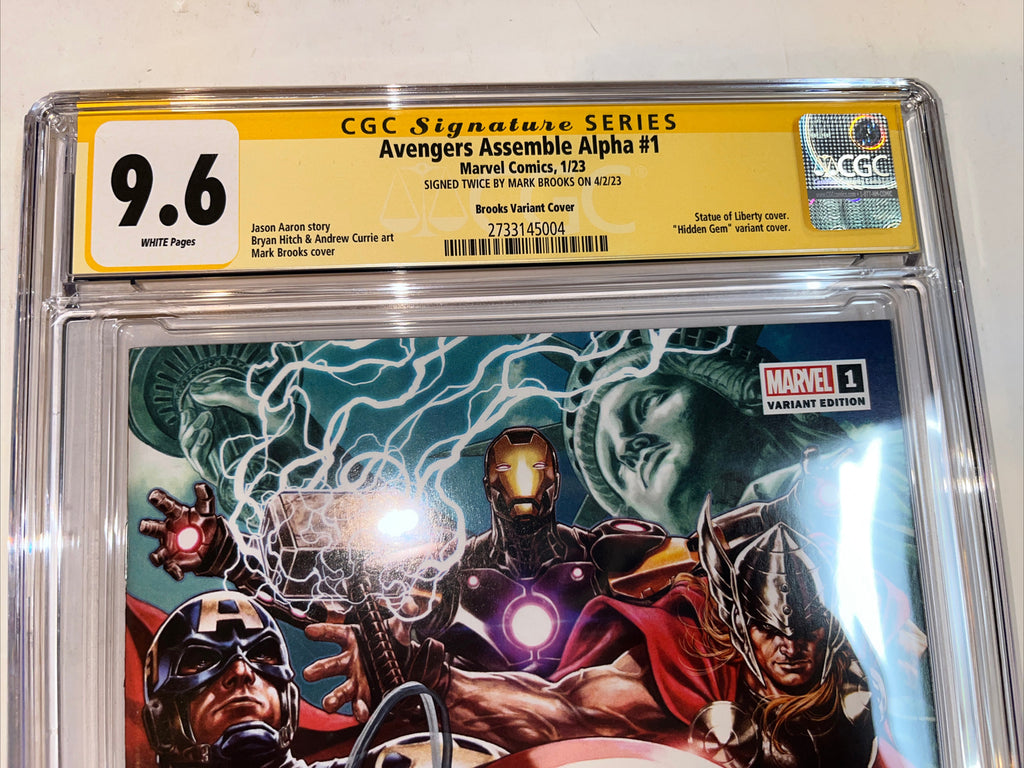 CGC Signature SERIES
Avengers Assemble Alpha #1
Marvel Comics, 1/23
SIGNED TWICE BY MARK BROOKS ON 4/2/23
Brooks Variant Cover
2733145004
9.6
WHITE Pages
Jason Aaron story
Bryan Hitch & Andrew Currie art
Mark Brooks cover
Statue of Liberty cover.
"Hidden Gem" variant cover.
CGC
CGC
MARVEL 1
VARIANT EDITION
A